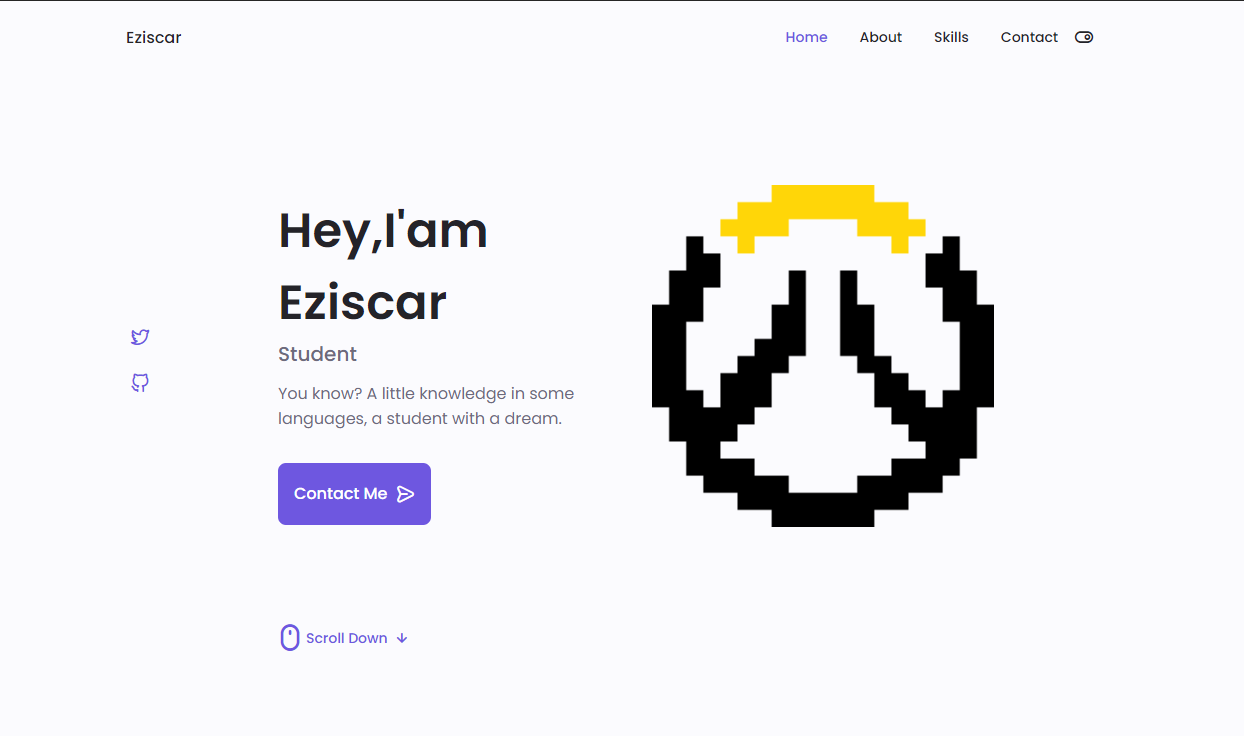 Eziscar
Home About Skills Contact
Hey,I'am
Eziscar
Student
You know? A little knowledge in some
languages, a student with a dream.
Contact Me
Scroll Down